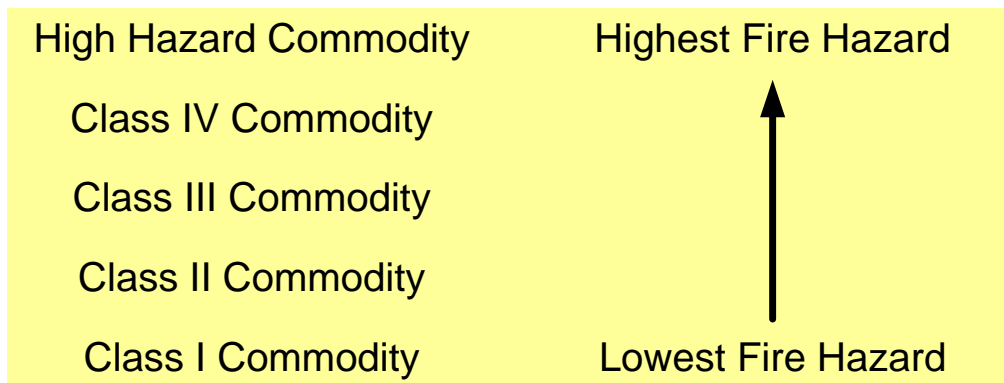 High Hazard Commodity Highest Fire Hazard
Class IV Commodity
Class III Commodity
Class II Commodity
Class I Commodity Lowest Fire Hazard